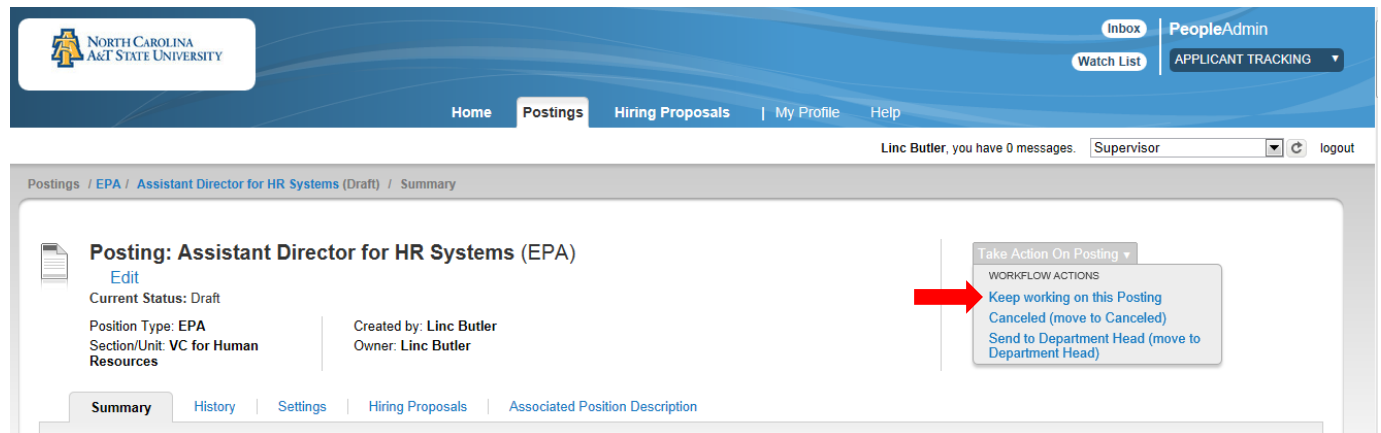 NORTH CAROLINA
A&T STATE UNIVERSITY
Inbox
PeopleAdmin
Watch List
APPLICANT TRACKING
Home Postings Hiring Proposals | My Profile Help
Linc Butler, you have 0 messages. Supervisor logout
Postings / EPA / Assistant Director for HR Systems (Draft) / Summary
Posting: Assistant Director for HR Systems (EPA)
Edit
Current Status: Draft
Position Type: EPA
Section/Unit: VC for Human
Resources
Created by: Linc Butler
Owner: Linc Butler
Take Action On Posting
WORKFLOW ACTIONS
Keep working on this Posting
Canceled (move to Canceled)
Send to Department Head (move to
Department Head)
Summary History Settings Hiring Proposals Associated Position Description